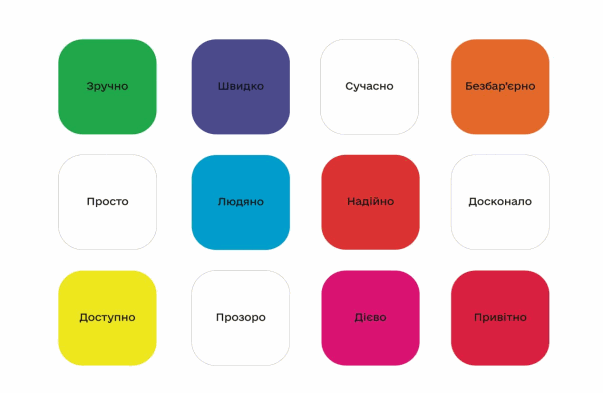 Зручно
Швидко
Сучасно
Безбар'єрно
Просто
Людяно
Надійно
Досконало
Доступно
Прозоро
Дієво
Привітно